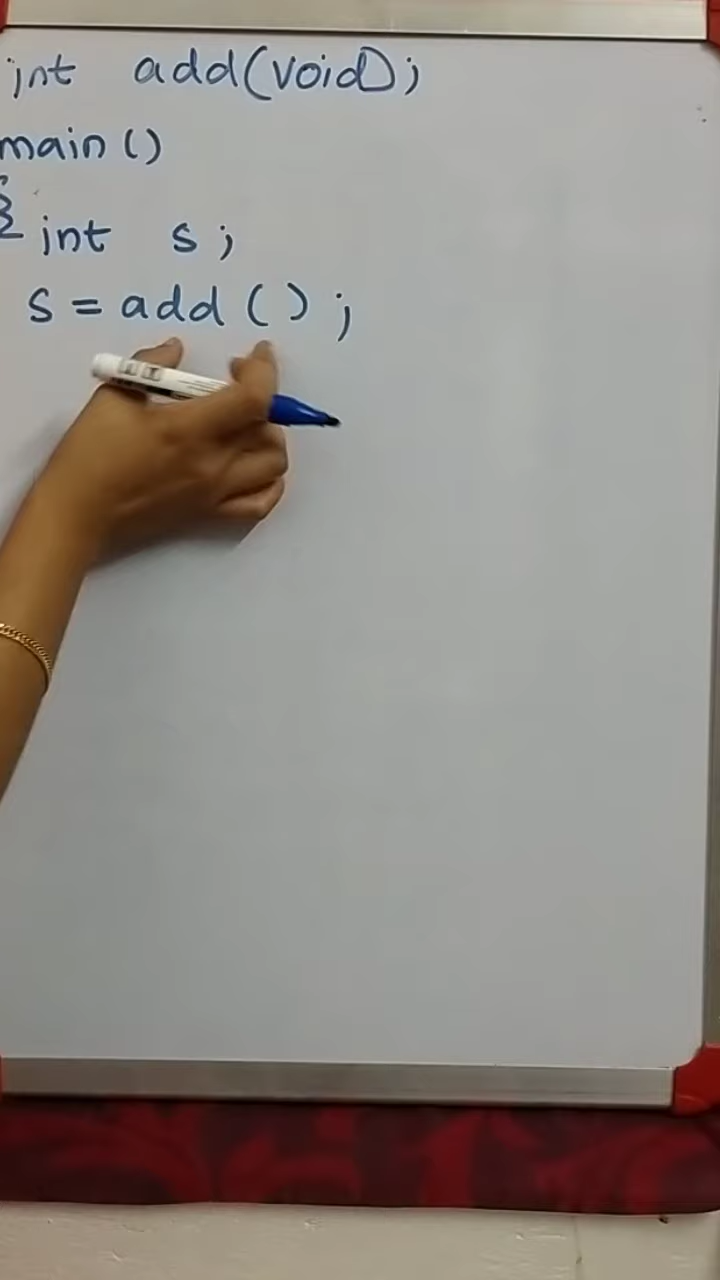 int add(void);
main()
{ int s;
s = add ( ) ;